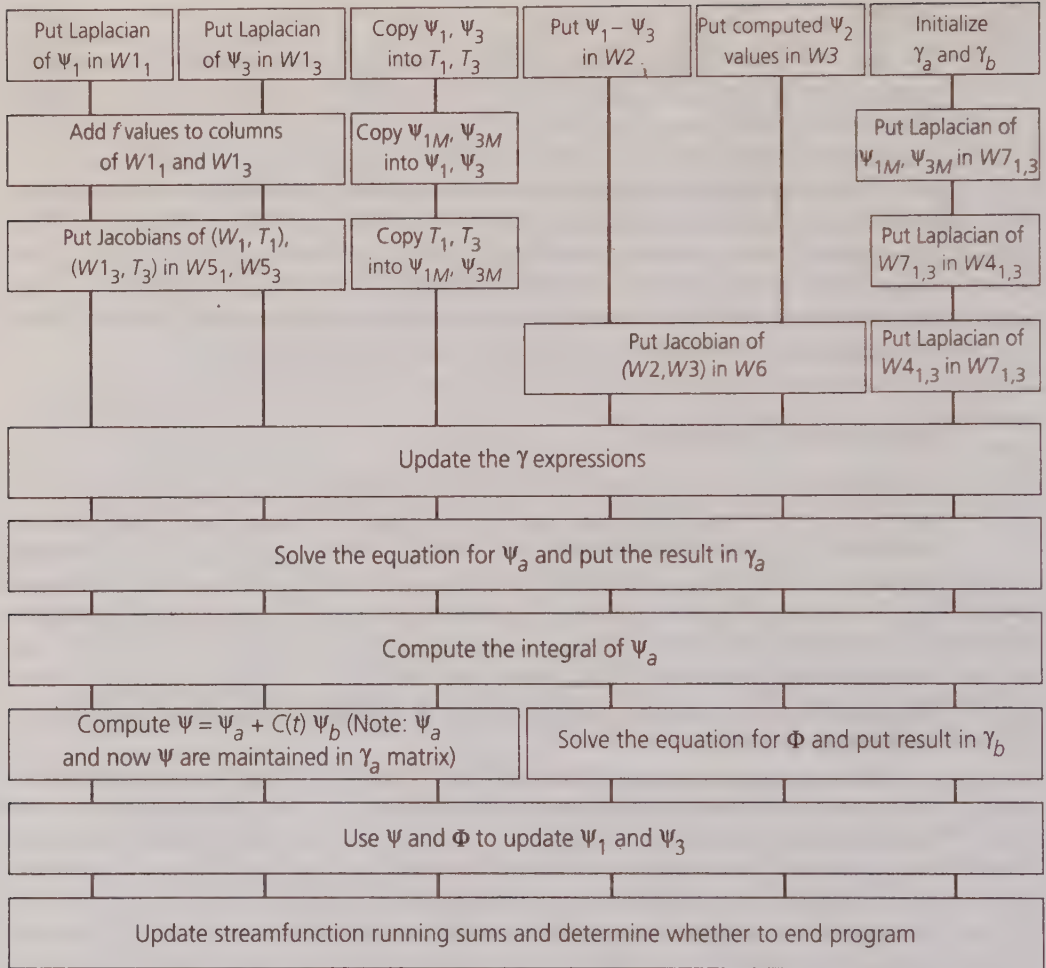 Put Laplacian
of Ψ₁ in W1₁
Put Laplacian
of Ψ₃ in W1₃
Copy Ψ₁, Ψ₃
into T₁, T₃
Put Ψ₁ – Ψ₃
in W2
Put computed Ψ₂
values in W3
Initialize
γₐ and γ_b
Add f values to columns
of W1₁ and W1₃
Copy Ψ₁M, Ψ₃M
into Ψ₁, Ψ₃
Put Laplacian of
Ψ₁M, Ψ₃M in W7₁,₃
Put Jacobians of (W₁, T₁),
(W1₃, T₃) in W5₁, W5₃
Copy T₁, T₃
into Ψ₁M, Ψ₃M
Put Laplacian of
W7₁,₃ in W4₁,₃
Put Jacobian of
(W2,W3) in W6
Put Laplacian of
W4₁,₃ in W7₁,₃
Update the γ expressions
Solve the equation for Ψₐ and put the result in γₐ
Compute the integral of Ψₐ
Compute Ψ = Ψₐ + C(t) Ψ_b (Note: Ψₐ
and now Ψ are maintained in γₐ matrix)
Solve the equation for Φ and put result in γ_b
Use Ψ and Φ to update Ψ₁ and Ψ₃
Update streamfunction running sums and determine whether to end program